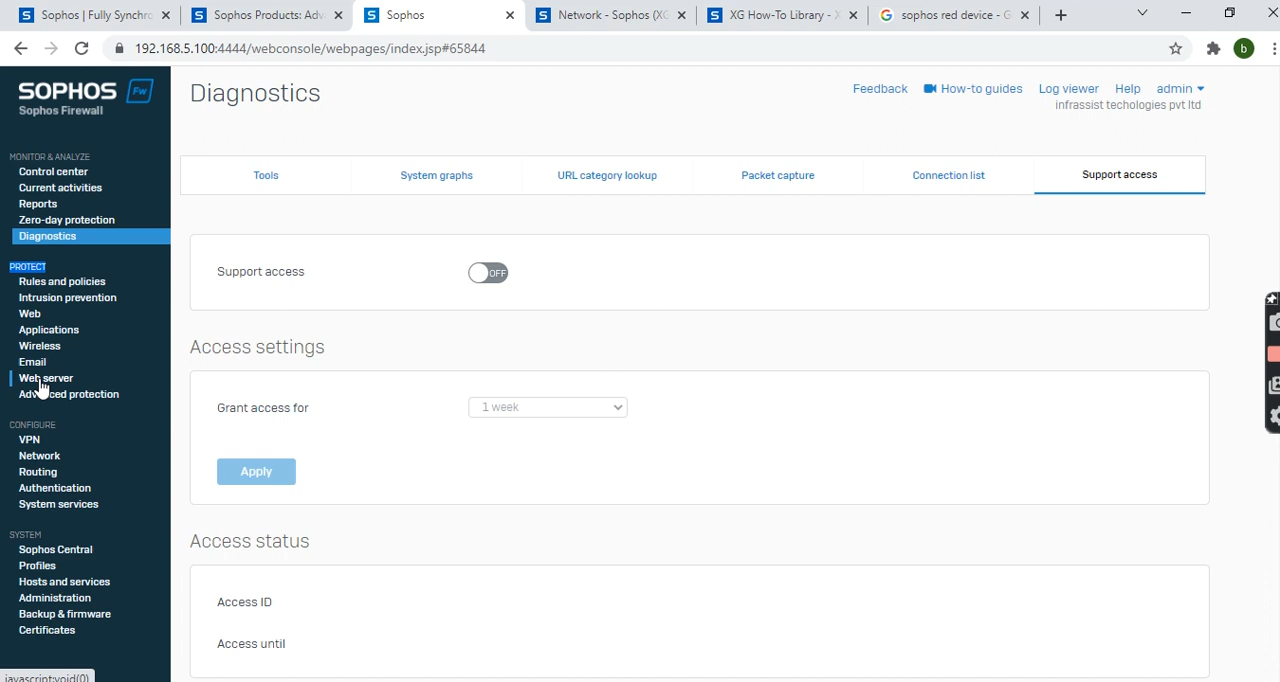 Sophos | Fully Synchro
Sophos Products: Adv
Sophos
Network - Sophos (XG
XG How-To Library - X
sophos red device - G
192.168.5.100:4444/webconsole/webpages/index.jsp#65844
b
SOPHOS Fw
Sophos Firewall
MONITOR & ANALYZE
Control center
Current activities
Reports
Zero-day protection
Diagnostics
PROTECT
Rules and policies
Intrusion prevention
Web
Applications
Wireless
Email
Web server
Advanced protection
CONFIGURE
VPN
Network
Routing
Authentication
System services
SYSTEM
Sophos Central
Profiles
Hosts and services
Administration
Backup & firmware
Certificates
javascript:void(0)
Diagnostics
Feedback How-to guides Log viewer Help admin
infrassist techologies pvt ltd
Tools System graphs URL category lookup Packet capture Connection list Support access
Support access OFF
Access settings
Grant access for 1 week
Apply
Access status
Access ID
Access until